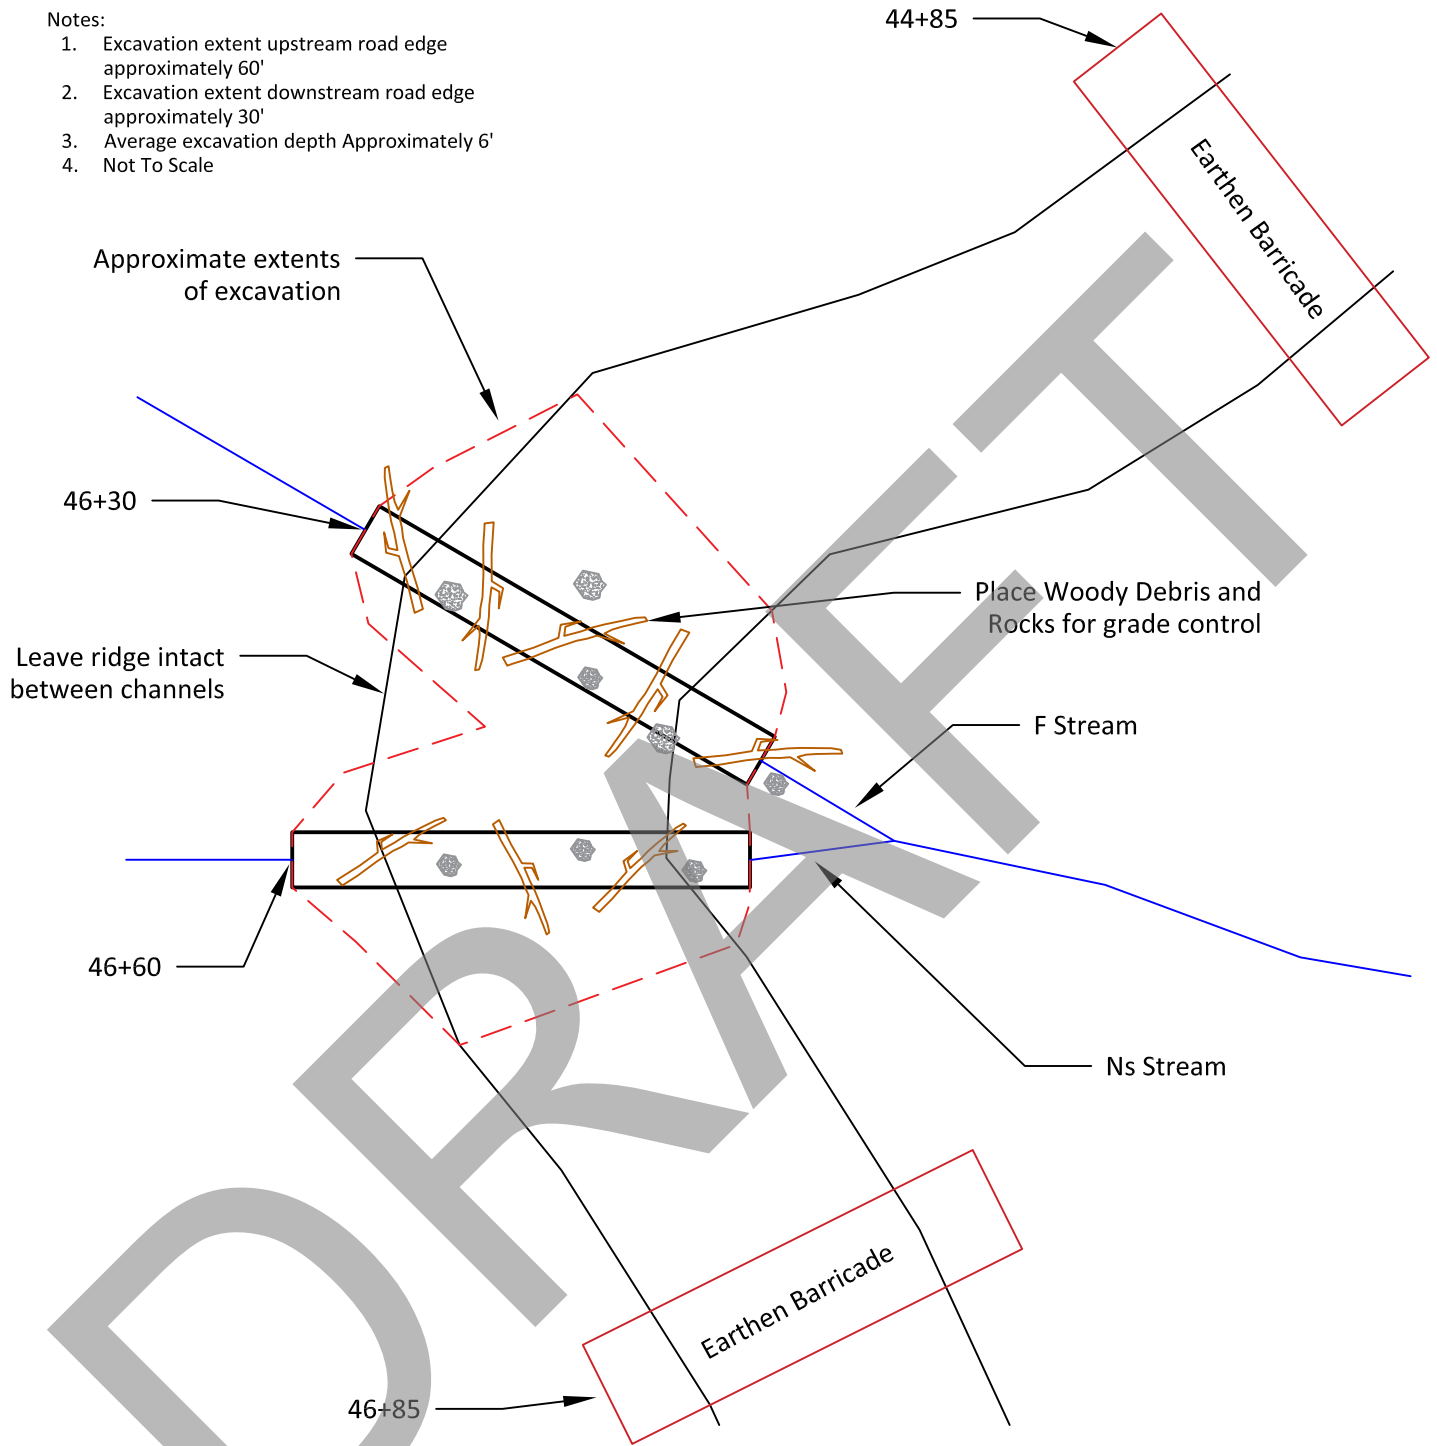 Notes:
1. Excavation extent upstream road edge
approximately 60'
2. Excavation extent downstream road edge
approximately 30'
3. Average excavation depth Approximately 6'
4. Not To Scale
44+85
Earthen Barricade
Approximate extents
of excavation
46+30
Place Woody Debris and
Rocks for grade control
Leave ridge intact
between channels
F Stream
46+60
Ns Stream
Earthen Barricade
46+85
DRAFT